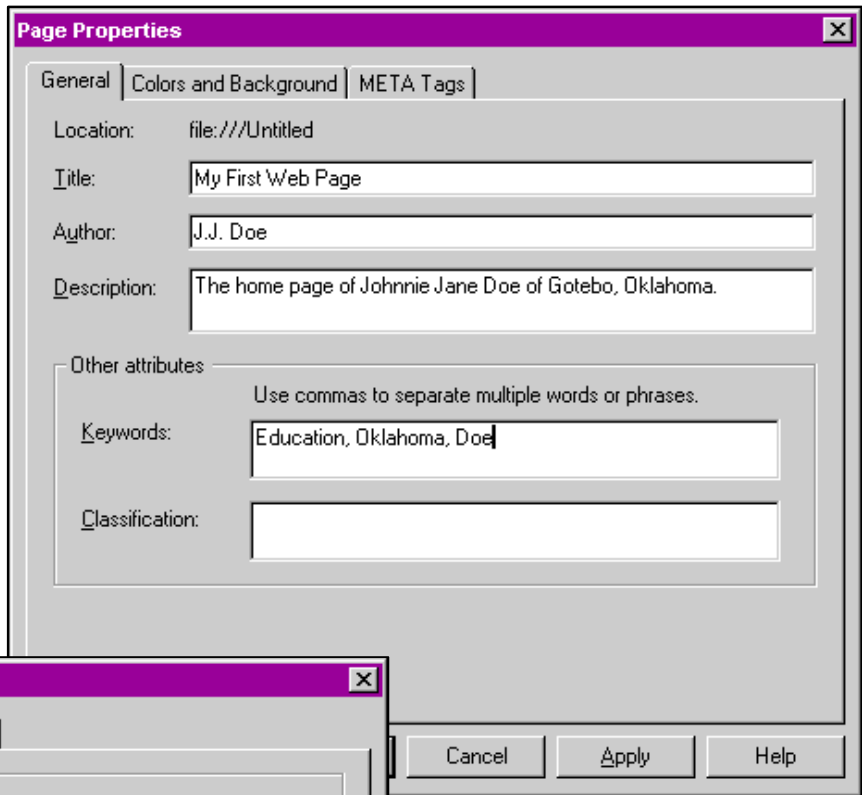 Page Properties
General Colors and Background META Tags
Location: file:///Untitled
Title: My First Web Page
Author: J.J. Doe
Description: The home page of Johnnie Jane Doe of Gotebo, Oklahoma.
Other attributes
Use commas to separate multiple words or phrases.
Keywords: Education, Oklahoma, Doe
Classification:
Cancel Apply Help